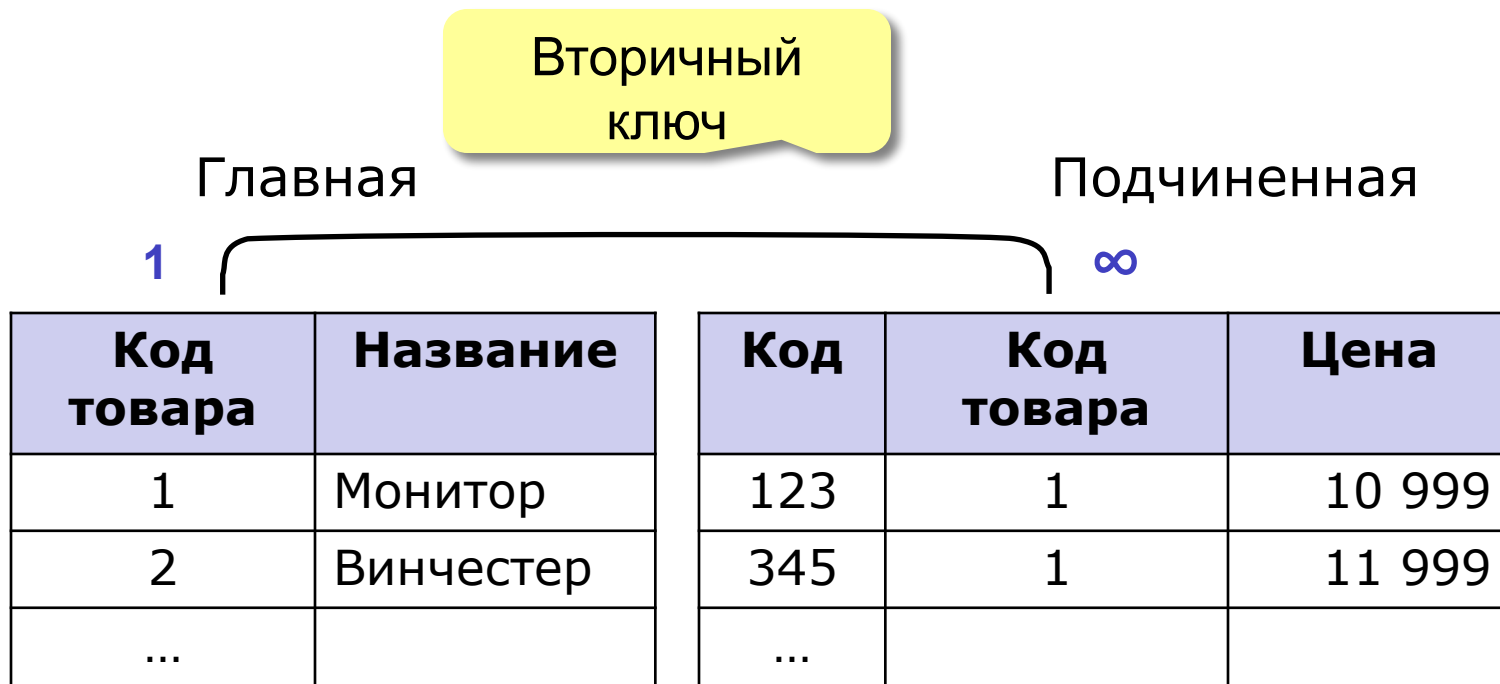 Вторичный
ключ
Главная
Подчиненная
1
∞
Код товара Название
Код Код товара Цена
1 Монитор
123 1 10 999
2 Винчестер
345 1 11 999
...
...